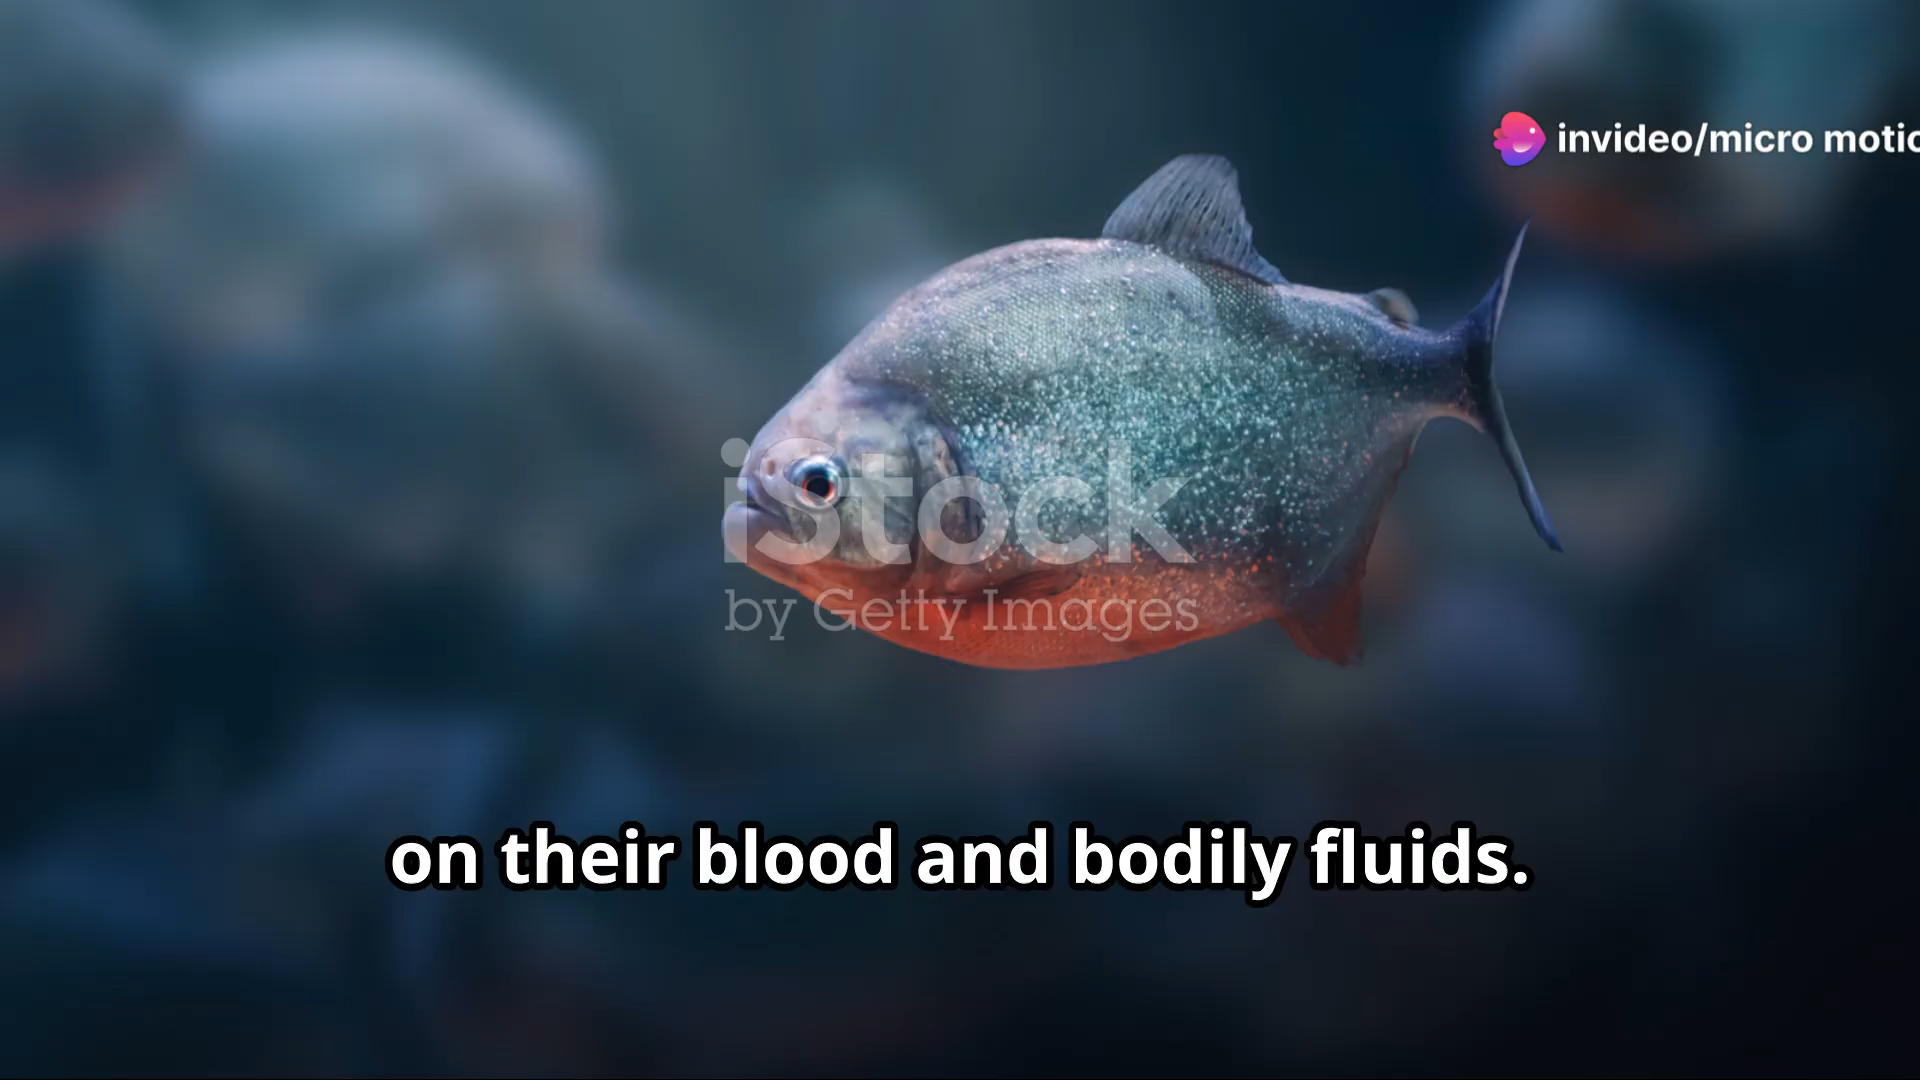 invideo/micro motio
iStock
by Getty Images
on their blood and bodily fluids.